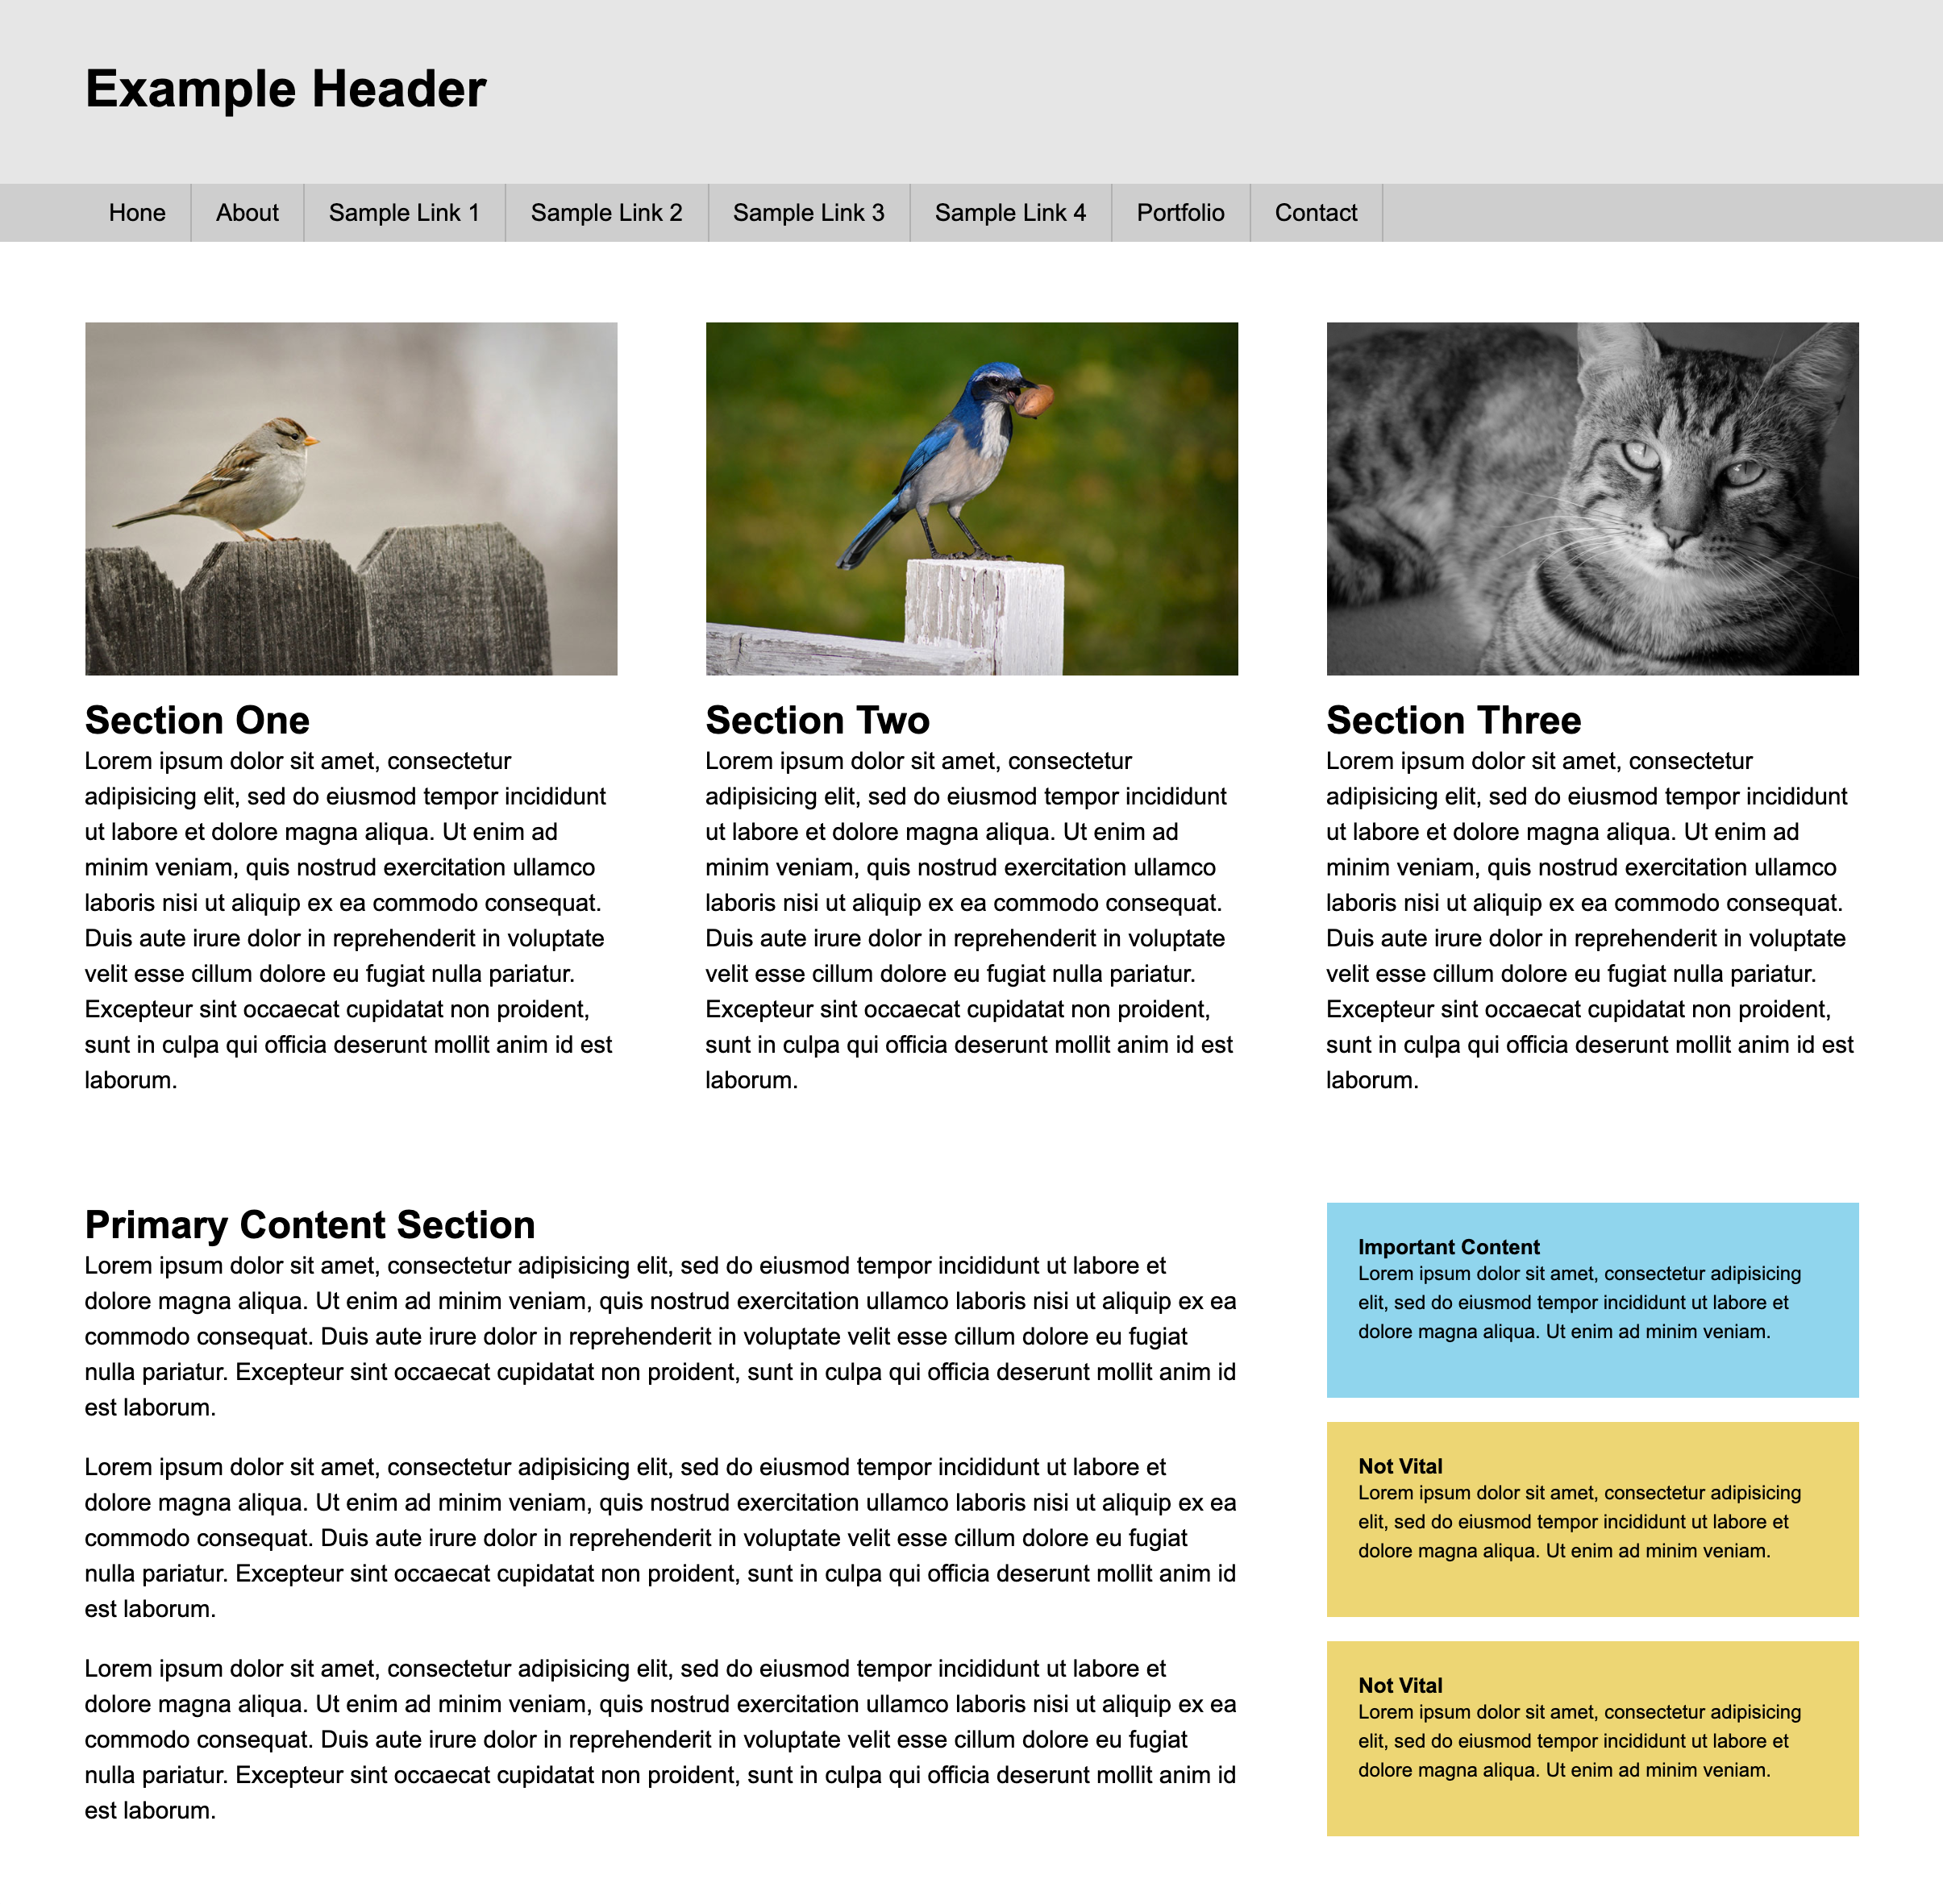 Example Header
Hone About Sample Link 1 Sample Link 2 Sample Link 3 Sample Link 4 Portfolio Contact
Section One
Lorem ipsum dolor sit amet, consectetur
adipisicing elit, sed do eiusmod tempor incididunt
ut labore et dolore magna aliqua. Ut enim ad
minim veniam, quis nostrud exercitation ullamco
laboris nisi ut aliquip ex ea commodo consequat.
Duis aute irure dolor in reprehenderit in voluptate
velit esse cillum dolore eu fugiat nulla pariatur.
Excepteur sint occaecat cupidatat non proident,
sunt in culpa qui officia deserunt mollit anim id est
laborum.
Section Two
Lorem ipsum dolor sit amet, consectetur
adipisicing elit, sed do eiusmod tempor incididunt
ut labore et dolore magna aliqua. Ut enim ad
minim veniam, quis nostrud exercitation ullamco
laboris nisi ut aliquip ex ea commodo consequat.
Duis aute irure dolor in reprehenderit in voluptate
velit esse cillum dolore eu fugiat nulla pariatur.
Excepteur sint occaecat cupidatat non proident,
sunt in culpa qui officia deserunt mollit anim id est
laborum.
Section Three
Lorem ipsum dolor sit amet, consectetur
adipisicing elit, sed do eiusmod tempor incididunt
ut labore et dolore magna aliqua. Ut enim ad
minim veniam, quis nostrud exercitation ullamco
laboris nisi ut aliquip ex ea commodo consequat.
Duis aute irure dolor in reprehenderit in voluptate
velit esse cillum dolore eu fugiat nulla pariatur.
Excepteur sint occaecat cupidatat non proident,
sunt in culpa qui officia deserunt mollit anim id est
laborum.
Primary Content Section
Lorem ipsum dolor sit amet, consectetur adipisicing elit, sed do eiusmod tempor incididunt ut labore et
dolore magna aliqua. Ut enim ad minim veniam, quis nostrud exercitation ullamco laboris nisi ut aliquip ex ea
commodo consequat. Duis aute irure dolor in reprehenderit in voluptate velit esse cillum dolore eu fugiat
nulla pariatur. Excepteur sint occaecat cupidatat non proident, sunt in culpa qui officia deserunt mollit anim id
est laborum.
Lorem ipsum dolor sit amet, consectetur adipisicing elit, sed do eiusmod tempor incididunt ut labore et
dolore magna aliqua. Ut enim ad minim veniam, quis nostrud exercitation ullamco laboris nisi ut aliquip ex ea
commodo consequat. Duis aute irure dolor in reprehenderit in voluptate velit esse cillum dolore eu fugiat
nulla pariatur. Excepteur sint occaecat cupidatat non proident, sunt in culpa qui officia deserunt mollit anim id
est laborum.
Lorem ipsum dolor sit amet, consectetur adipisicing elit, sed do eiusmod tempor incididunt ut labore et
dolore magna aliqua. Ut enim ad minim veniam, quis nostrud exercitation ullamco laboris nisi ut aliquip ex ea
commodo consequat. Duis aute irure dolor in reprehenderit in voluptate velit esse cillum dolore eu fugiat
nulla pariatur. Excepteur sint occaecat cupidatat non proident, sunt in culpa qui officia deserunt mollit anim id
est laborum.
Important Content
Lorem ipsum dolor sit amet, consectetur adipisicing
elit, sed do eiusmod tempor incididunt ut labore et
dolore magna aliqua. Ut enim ad minim veniam.
Not Vital
Lorem ipsum dolor sit amet, consectetur adipisicing
elit, sed do eiusmod tempor incididunt ut labore et
dolore magna aliqua. Ut enim ad minim veniam.
Not Vital
Lorem ipsum dolor sit amet, consectetur adipisicing
elit, sed do eiusmod tempor incididunt ut labore et
dolore magna aliqua. Ut enim ad minim veniam.